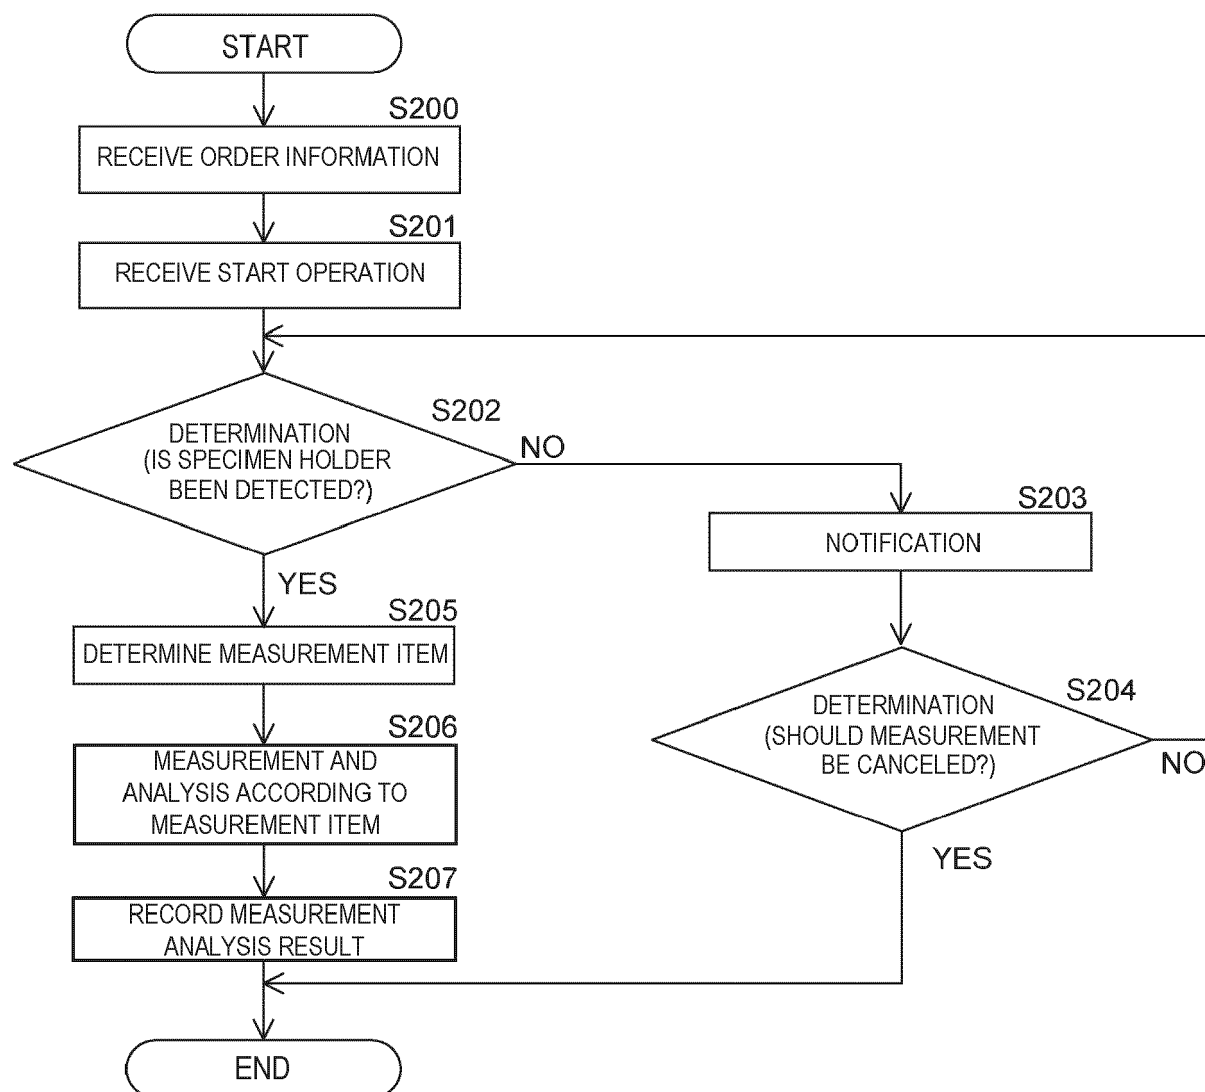 START
S200
RECEIVE ORDER INFORMATION
S201
RECEIVE START OPERATION
S202
DETERMINATION
(IS SPECIMEN HOLDER
BEEN DETECTED?)
NO
YES
S203
NOTIFICATION
S204
DETERMINATION
(SHOULD MEASUREMENT
BE CANCELED?)
NO
YES
S205
DETERMINE MEASUREMENT ITEM
S206
MEASUREMENT AND
ANALYSIS ACCORDING TO
MEASUREMENT ITEM
S207
RECORD MEASUREMENT
ANALYSIS RESULT
END